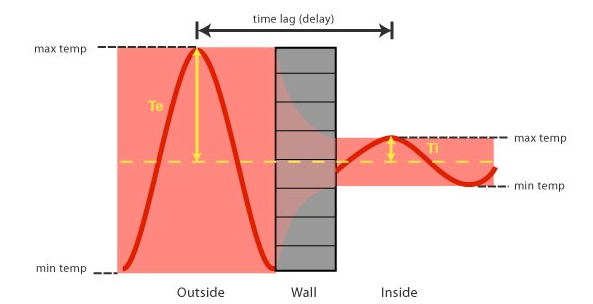 time lag (delay)
max temp
Te
max temp
Ti
min temp
min temp
Outside
Wall
Inside